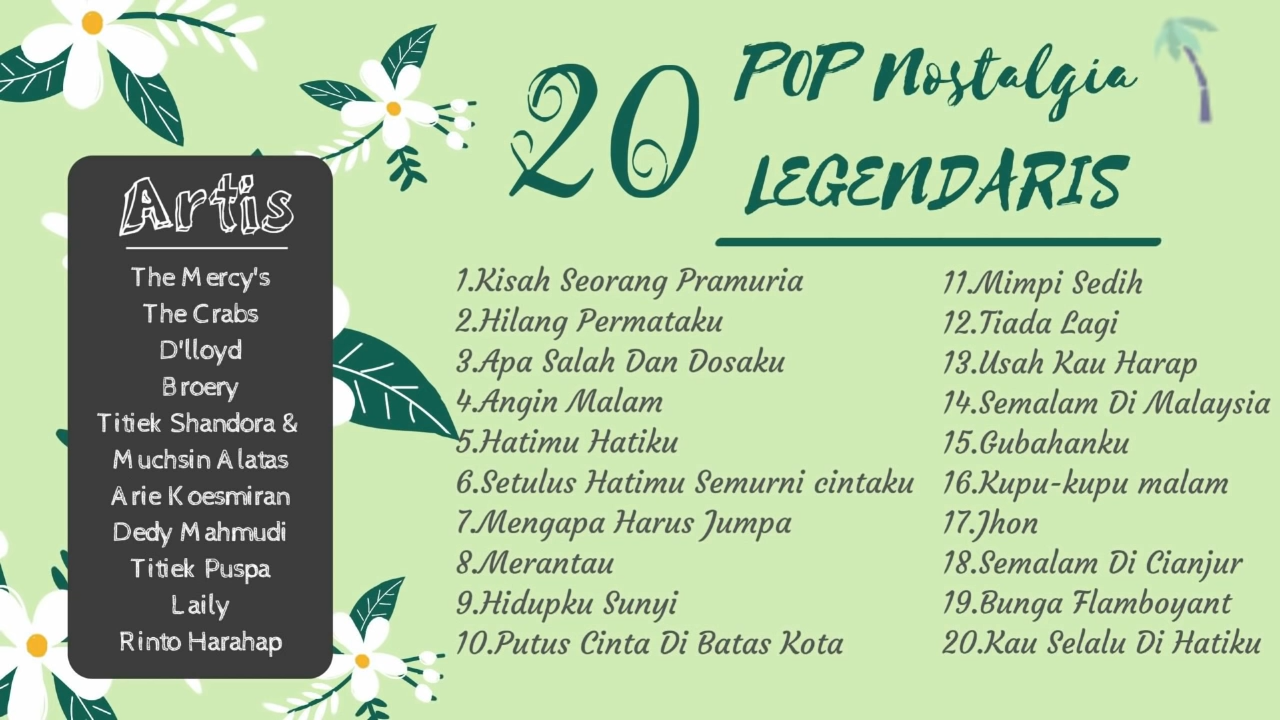 20 POP Nostalgia
LEGENDARIS
Artis
The Mercy's
The Crabs
D'lloyd
Broery
Titiek Shandora &
Muchsin Alatas
Arie Koesmiran
Dedy Mahmudi
Titiek Puspa
Laily
Rinto Harahap
1.Kisah Seorang Pramuria
2.Hilang Permataku
3.Apa Salah Dan Dosaku
4.Angin Malam
5.Hatimu Hatiku
6.Setulus Hatimu Semurni cintaku
7.Mengapa Harus Jumpa
8.Merantau
9.Hidupku Sunyi
10.Putus Cinta Di Batas Kota
11.Mimpi Sedih
12.Tiada Lagi
13.Usah Kau Harap
14.Semalam Di Malaysia
15.Gubahanku
16.Kupu-kupu malam
17.Jhon
18.Semalam Di Cianjur
19.Bunga Flamboyant
20.Kau Selalu Di Hatiku